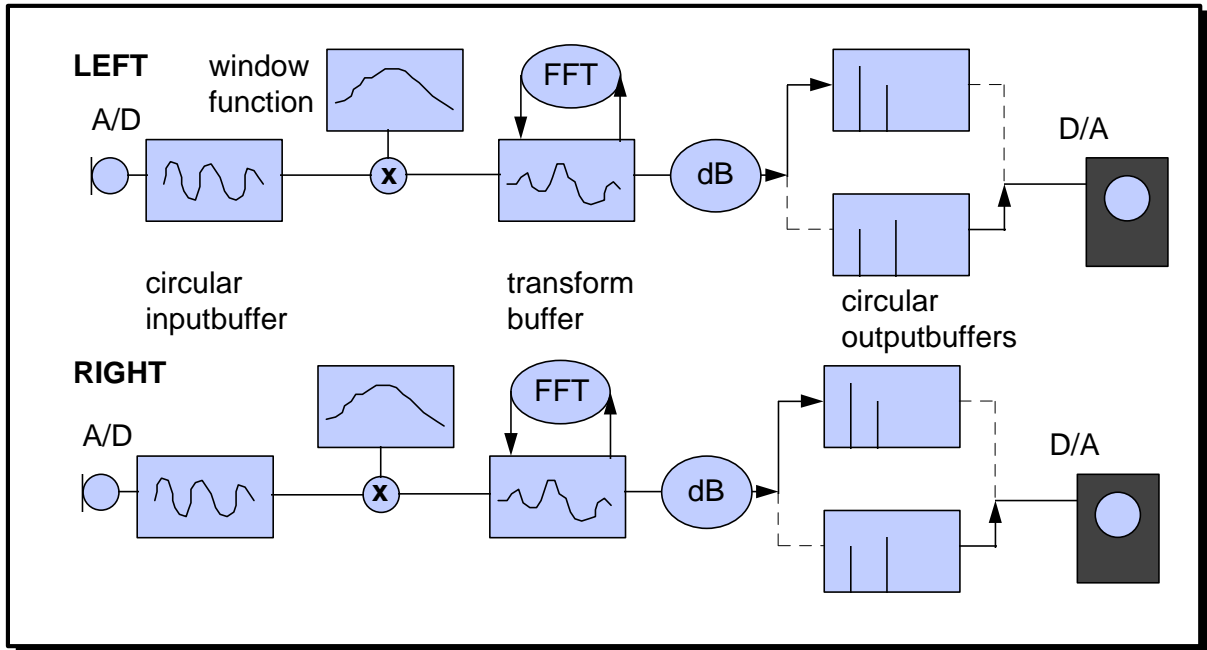 LEFT
window
function
FFT
A/D
D/A
x
dB
circular
inputbuffer
transform
buffer
circular
outputbuffers
RIGHT
FFT
A/D
D/A
x
dB